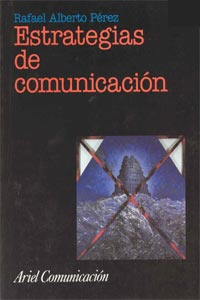 Rafael Alberto Pérez
Estrategias
de
comunicación
Ariel Comunicación